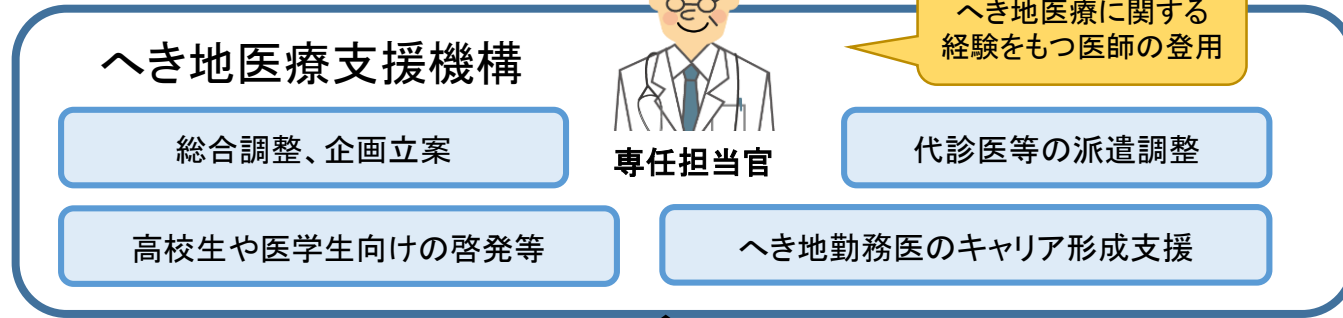 へき地医療に関する
経験をもつ医師の登用
へき地医療支援機構
総合調整、企画立案
専任担当官
代診医等の派遣調整
高校生や医学生向けの啓発等
へき地勤務医のキャリア形成支援